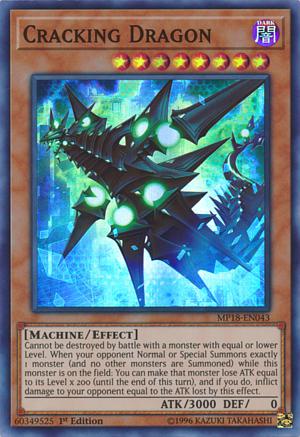 CRACKING DRAGON
DARK
闇
MP18-EN043
[MACHINE/EFFECT]
Cannot be destroyed by battle with a monster with equal or lower
Level. When your opponent Normal or Special Summons exactly
1 monster (and no other monsters are Summoned) while this
monster is on the field: You can make that monster lose ATK equal
to its Level x 200 (until the end of this turn), and if you do, inflict
damage to your opponent equal to the ATK lost by this effect.
ATK/3000 DEF/ 0
60349525 1st Edition ©1996 KAZUKI TAKAHASHI